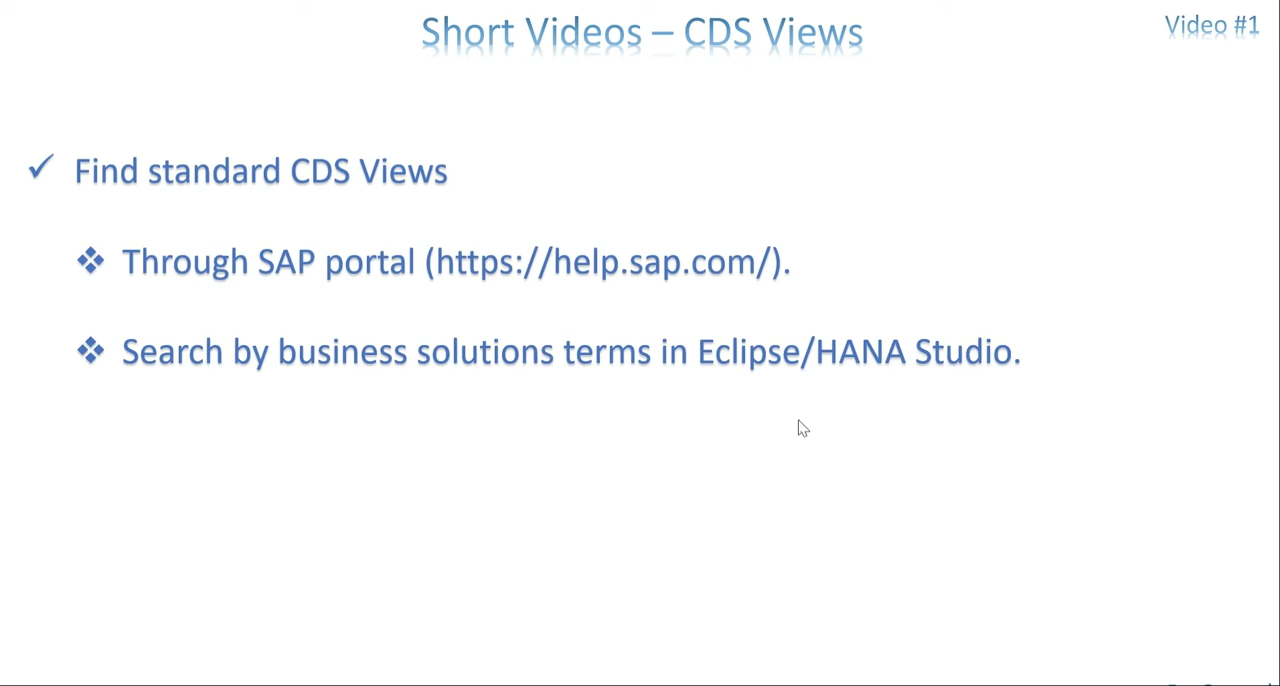 Short Videos – CDS Views
Video #1
✓ Find standard CDS Views
❖ Through SAP portal (https://help.sap.com/).
❖ Search by business solutions terms in Eclipse/HANA Studio.